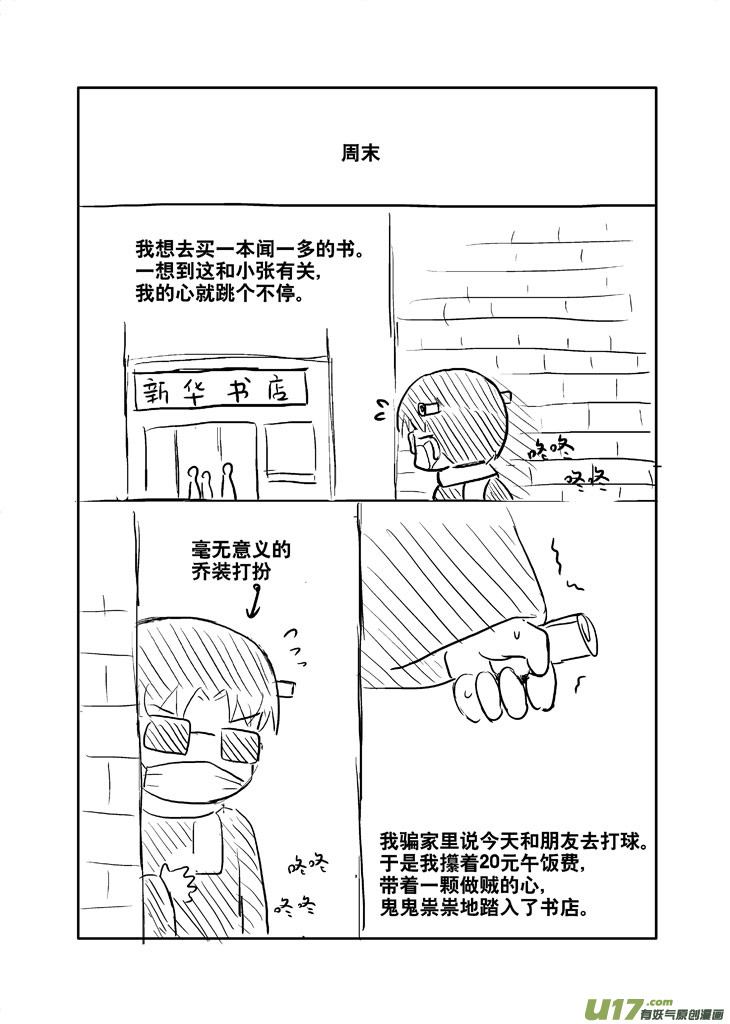 周末
我想去买一本闻一多的书。
一想到这和小张有关，
我的心就跳个不停。
新华书店
咚咚
咚咚
毫无意义的
乔装打扮
咚咚
咚咚
我骗家里说今天和朋友去打球。
于是我攥着20元午饭费，
带着一颗做贼的心，
鬼鬼祟祟地踏入了书店。
U17.com
有妖气原创漫画